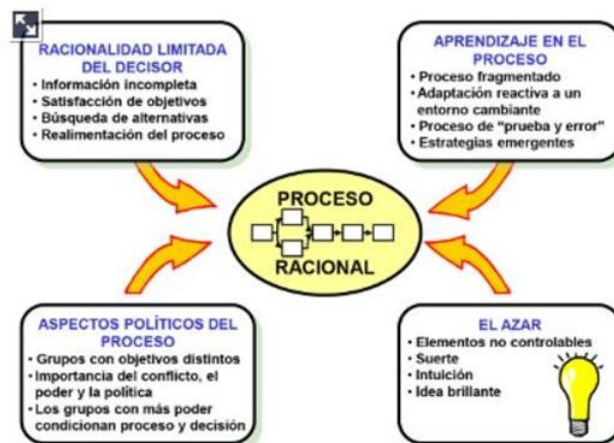 RACIONALIDAD LIMITADA
DEL DECISOR
• Información incompleta
• Satisfacción de objetivos
• Búsqueda de alternativas
• Realimentación del proceso
APRENDIZAJE EN EL
PROCESO
• Proceso fragmentado
• Adaptación reactiva a un
entorno cambiante
• Proceso de "prueba y error"
• Estrategias emergentes
PROCESO
RACIONAL
ASPECTOS POLÍTICOS DEL
PROCESO
• Grupos con objetivos distintos
• Importancia del conflicto, el
poder y la política
• Los grupos con más poder
condicionan proceso y decisión
EL AZAR
• Elementos no controlables
• Suerte
• Intuición
• Idea brillante